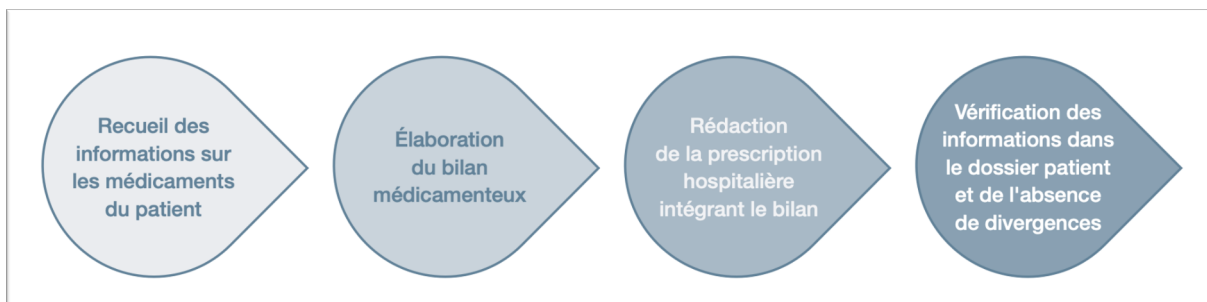 Recueil des
informations sur
les médicaments
du patient
Élaboration
du bilan
médicamenteux
Rédaction
de la prescription
hospitalière
intégrant le bilan
Vérification des
informations dans
le dossier patient
et de l'absence
de divergences